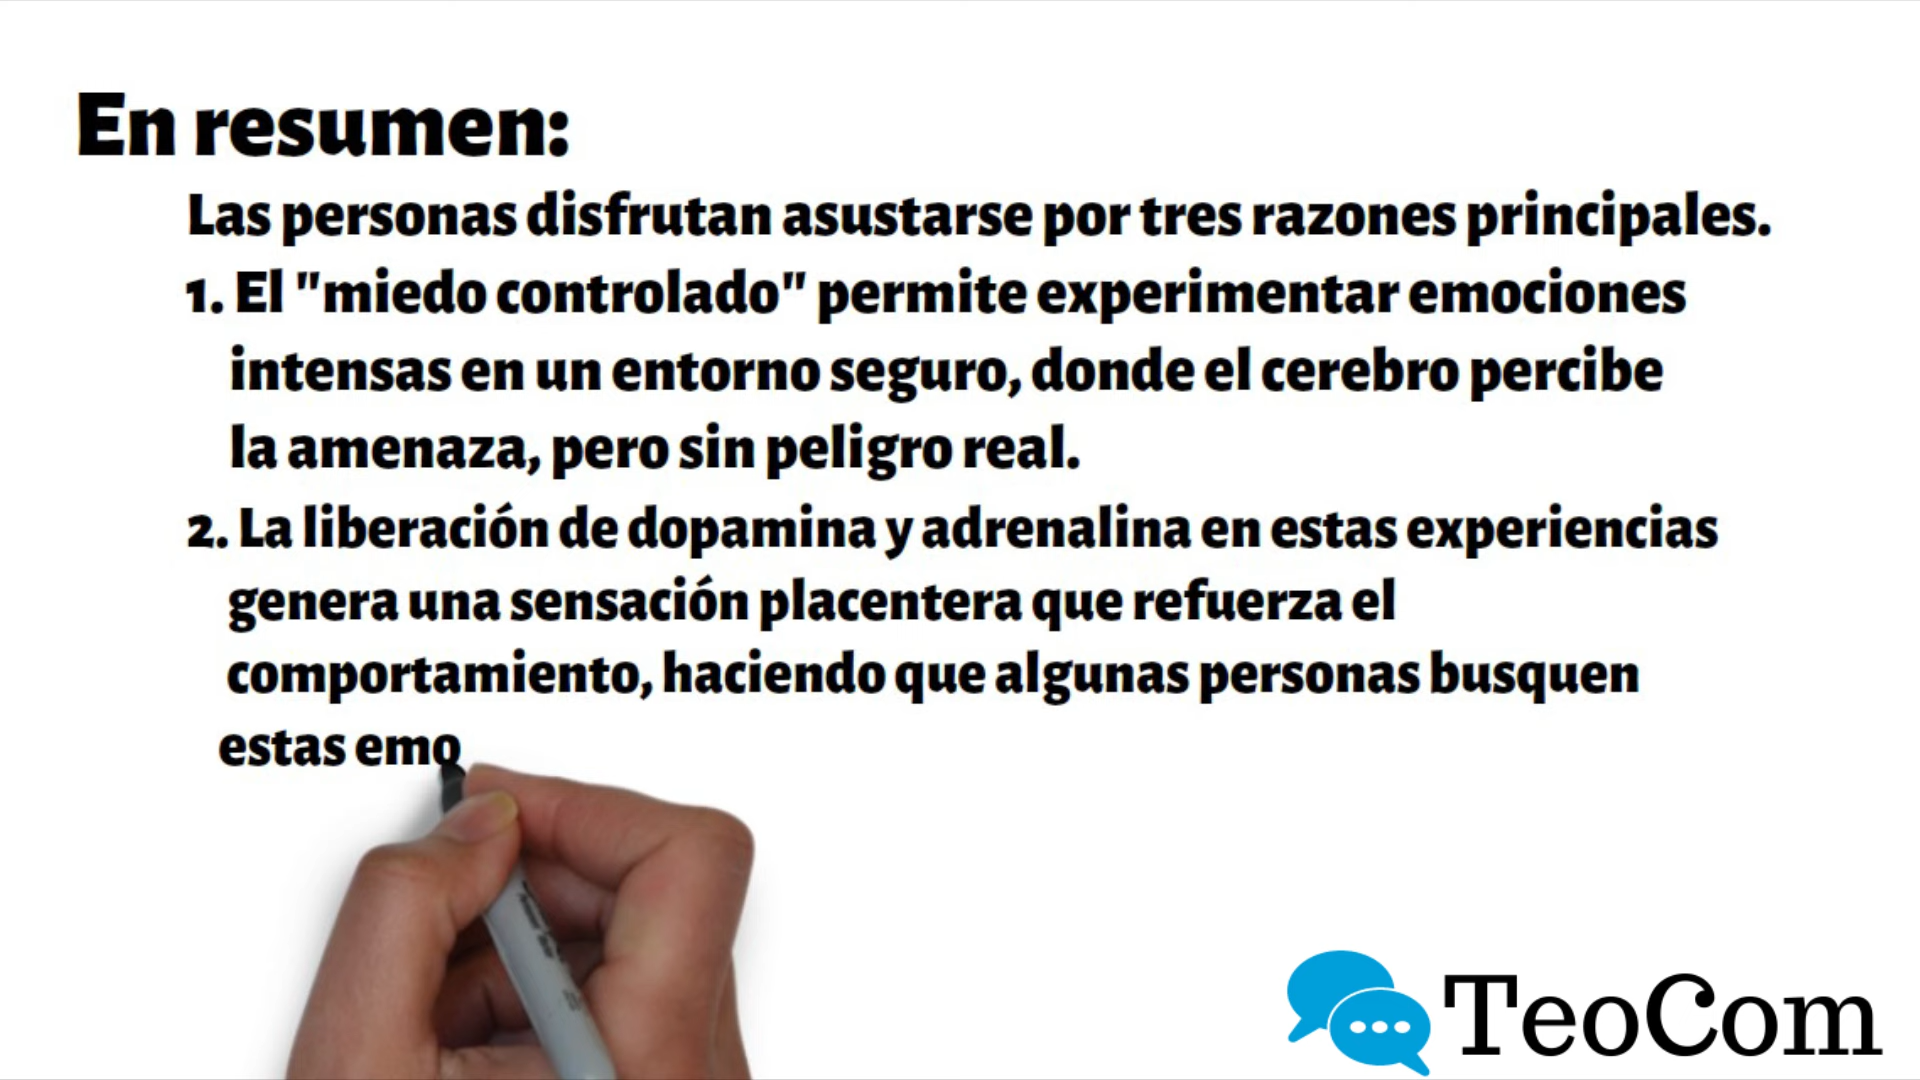 En resumen:
Las personas disfrutan asustarse por tres razones principales.
1. El "miedo controlado" permite experimentar emociones
intensas en un entorno seguro, donde el cerebro percibe
la amenaza, pero sin peligro real.
2. La liberación de dopamina y adrenalina en estas experiencias
genera una sensación placentera que refuerza el
comportamiento, haciendo que algunas personas busquen
estas emo
TeoCom